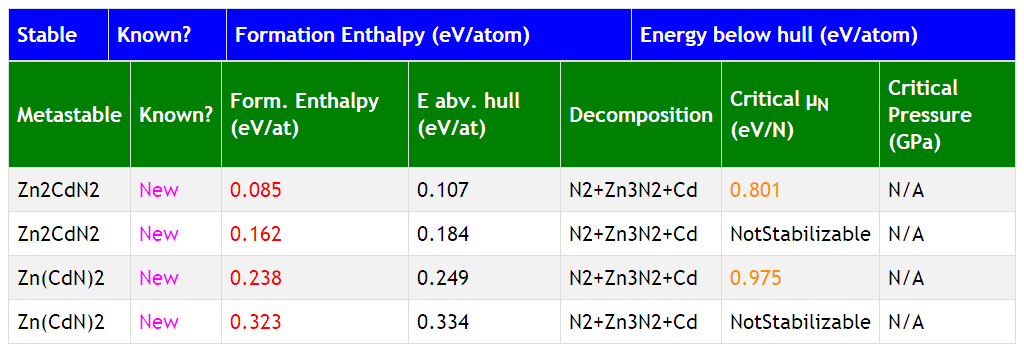 Stable Known? Formation Enthalpy (eV/atom) Energy below hull (eV/atom)
Metastable Known? Form. Enthalpy (eV/at) E abv. hull (eV/at) Decomposition Critical μN (eV/N) Critical Pressure (GPa)
Zn2CdN2 New 0.085 0.107 N2+Zn3N2+Cd 0.801 N/A
Zn2CdN2 New 0.162 0.184 N2+Zn3N2+Cd NotStabilizable N/A
Zn(CdN)2 New 0.238 0.249 N2+Zn3N2+Cd 0.975 N/A
Zn(CdN)2 New 0.323 0.334 N2+Zn3N2+Cd NotStabilizable N/A